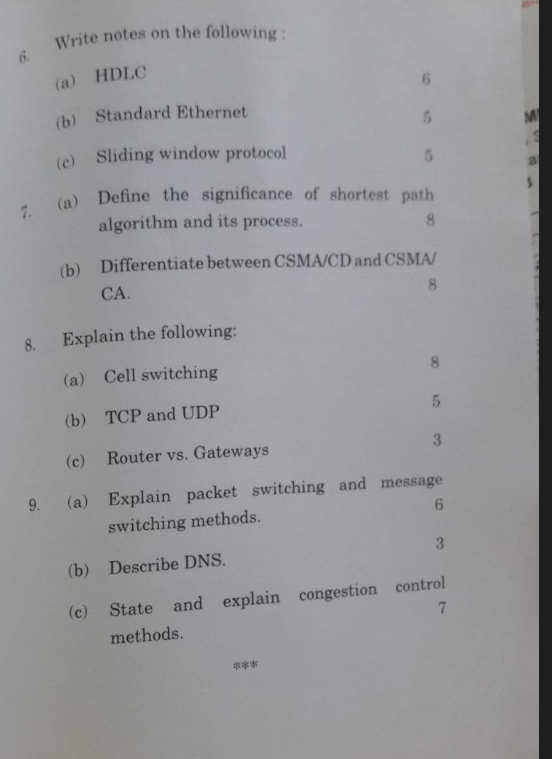 6. Write notes on the following :
(a) HDLC 6
(b) Standard Ethernet 5
(c) Sliding window protocol 5
7. (a) Define the significance of shortest path
algorithm and its process. 8
(b) Differentiate between CSMA/CD and CSMA/
CA. 8
8. Explain the following:
(a) Cell switching 8
(b) TCP and UDP 5
(c) Router vs. Gateways 3
9. (a) Explain packet switching and message
switching methods. 6
(b) Describe DNS. 3
(c) State and explain congestion control
methods. 7
***